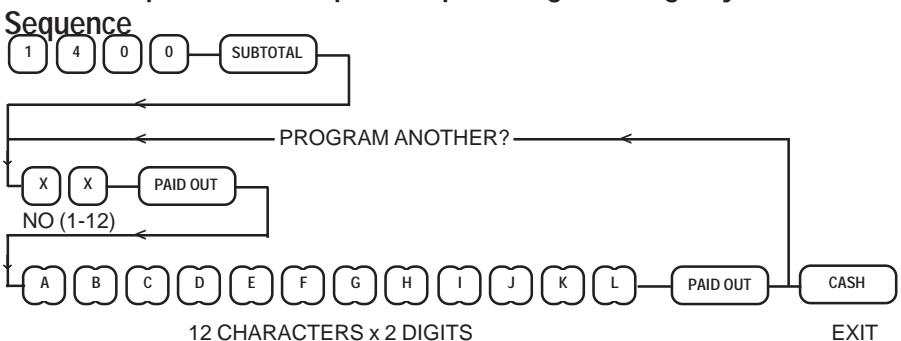 Sequence
1 4 0 0 SUBTOTAL
PROGRAM ANOTHER?
X X PAID OUT
NO (1-12)
A B C D E F G H I J K L PAID OUT CASH
12 CHARACTERS x 2 DIGITS EXIT